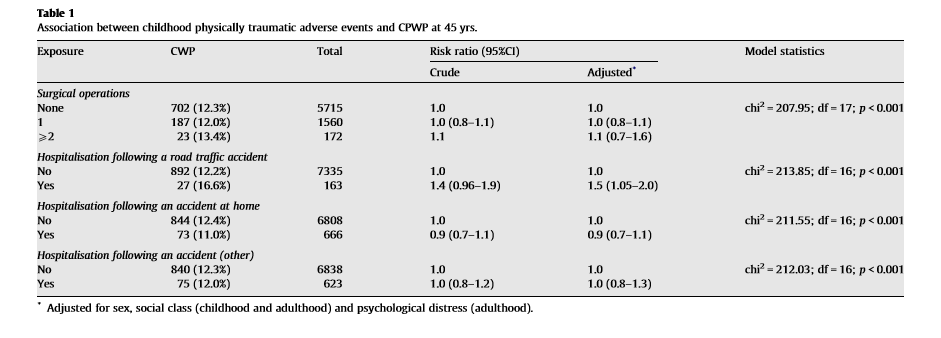 Table 1
Association between childhood physically traumatic adverse events and CPWP at 45 yrs.
Exposure CWP Total Risk ratio (95%CI) Model statistics
Crude Adjusted*
Surgical operations
None 702 (12.3%) 5715 1.0 1.0 chi² = 207.95; df = 17; p < 0.001
1 187 (12.0%) 1560 1.0 (0.8–1.1) 1.0 (0.8–1.1)
⩾2 23 (13.4%) 172 1.1 1.1 (0.7–1.6)
Hospitalisation following a road traffic accident
No 892 (12.2%) 7335 1.0 1.0 chi² = 213.85; df = 16; p < 0.001
Yes 27 (16.6%) 163 1.4 (0.96–1.9) 1.5 (1.05–2.0)
Hospitalisation following an accident at home
No 844 (12.4%) 6808 1.0 1.0 chi² = 211.55; df = 16; p < 0.001
Yes 73 (11.0%) 666 0.9 (0.7–1.1) 0.9 (0.7–1.1)
Hospitalisation following an accident (other)
No 840 (12.3%) 6838 1.0 1.0 chi² = 212.03; df = 16; p < 0.001
Yes 75 (12.0%) 623 1.0 (0.8–1.2) 1.0 (0.8–1.3)
* Adjusted for sex, social class (childhood and adulthood) and psychological distress (adulthood).